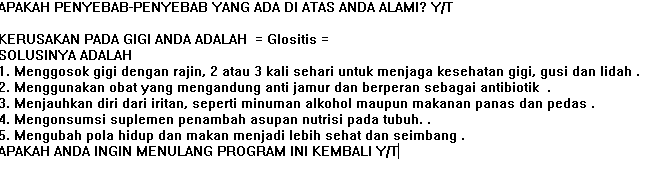 APAKAH PENYEBAB-PENYEBAB YANG ADA DI ATAS ANDA ALAMI? Y/T
KERUSAKAN PADA GIGI ANDA ADALAH = Glositis =
SOLUSINYA ADALAH
1. Menggosok gigi dengan rajin, 2 atau 3 kali sehari untuk menjaga kesehatan gigi, gusi dan lidah .
2. Menggunakan obat yang mengandung anti jamur dan berperan sebagai antibiotik .
3. Menjauhkan diri dari iritan, seperti minuman alkohol maupun makanan panas dan pedas .
4. Mengonsumsi suplemen penambah asupan nutrisi pada tubuh. .
5. Mengubah pola hidup dan makan menjadi lebih sehat dan seimbang .
APAKAH ANDA INGIN MENULANG PROGRAM INI KEMBALI Y/T